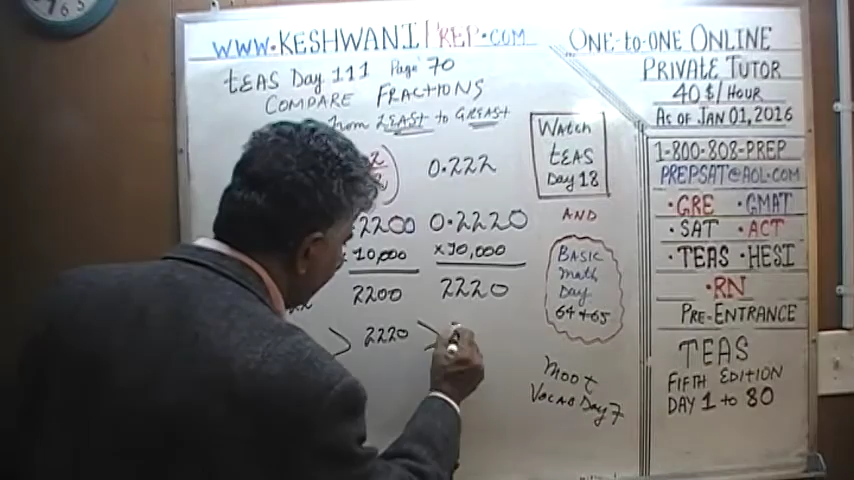 WWW.KESHWANI PREP.COM
TEAS Day 111 Page 70
COMPARE FRACTIONS
from LEAST to GREAST
0.222
2200 0.2220
10,000 × 10,000
2200 2220
> 2220 >
WATCH
TEAS
Day 18
AND
BASIC
math
Day
64+65
MOOT
VOCAB Day 7
ONE-TO-ONE ONLINE
PRIVATE TUTOR
40 $/HOUR
AS OF JAN 01, 2016
1-800-808-PREP
PREPSAT@AOL.COM
•GRE •GMAT
•SAT •ACT
•TEAS •HESI
•RN
PRE-ENTRANCE
TEAS
FIFTH EDITION
DAY 1 to 80